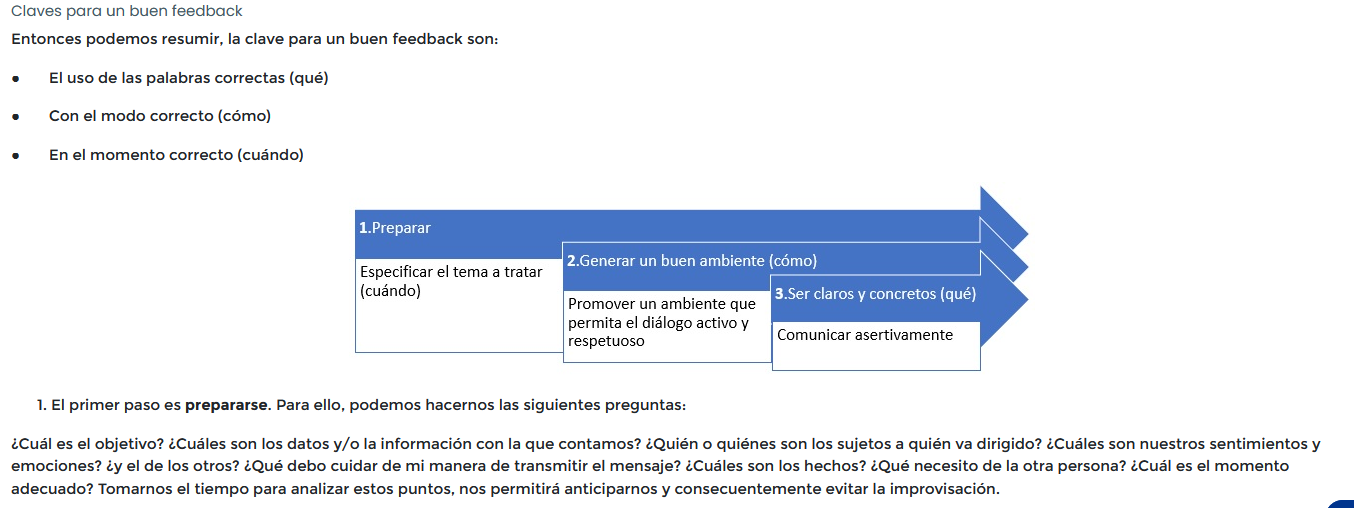 Claves para un buen feedback
Entonces podemos resumir, la clave para un buen feedback son:
• El uso de las palabras correctas (qué)
• Con el modo correcto (cómo)
• En el momento correcto (cuándo)
1.Preparar
Especificar el tema a tratar
(cuándo)
2.Generar un buen ambiente (cómo)
Promover un ambiente que
permita el diálogo activo y
respetuoso
3.Ser claros y concretos (qué)
Comunicar asertivamente
1. El primer paso es prepararse. Para ello, podemos hacernos las siguientes preguntas:
¿Cuál es el objetivo? ¿Cuáles son los datos y/o la información con la que contamos? ¿Quién o quiénes son los sujetos a quién va dirigido? ¿Cuáles son nuestros sentimientos y
emociones? ¿y el de los otros? ¿Qué debo cuidar de mi manera de transmitir el mensaje? ¿Cuáles son los hechos? ¿Qué necesito de la otra persona? ¿Cuál es el momento
adecuado? Tomarnos el tiempo para analizar estos puntos, nos permitirá anticiparnos y consecuentemente evitar la improvisación.